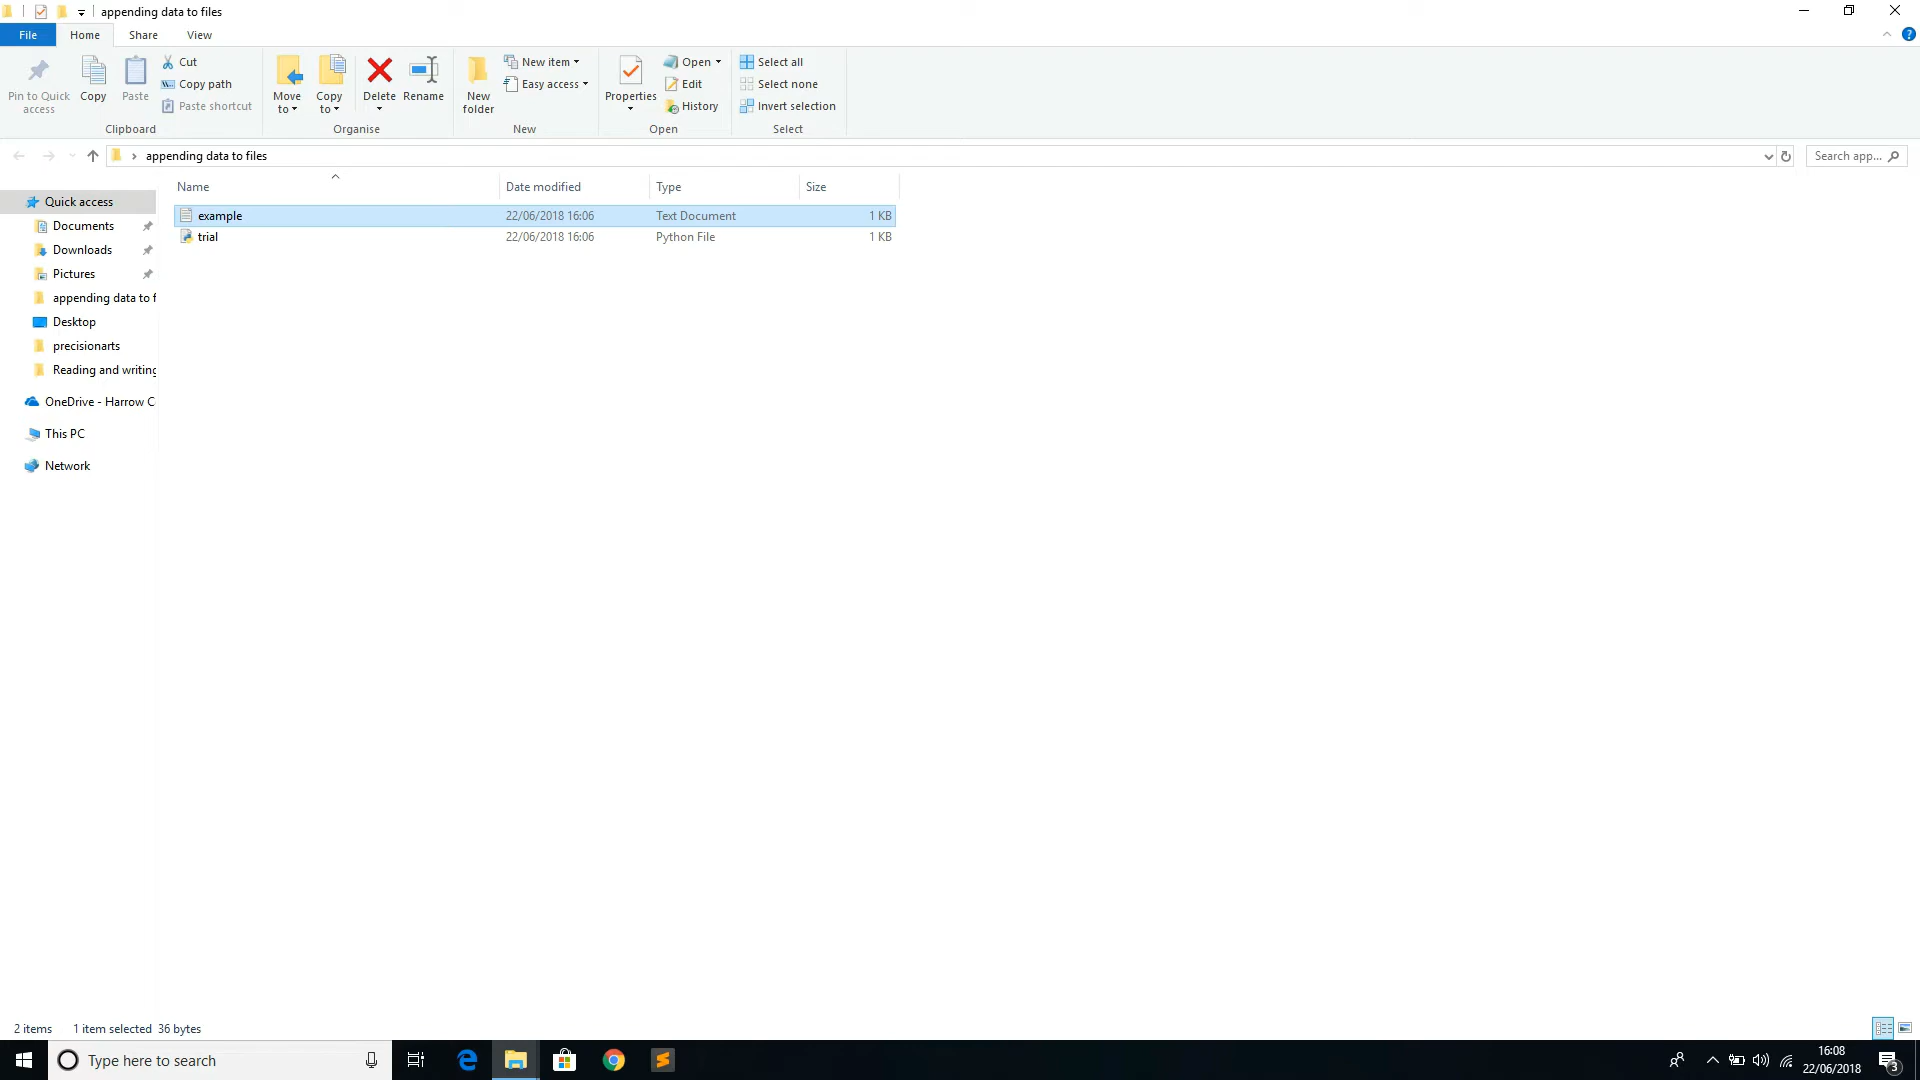 appending data to files
File Home Share View
Pin to Quick access
Copy
Paste
Cut
Copy path
Paste shortcut
Clipboard
Move to
Copy to
Delete
Rename
Organise
New folder
New item
Easy access
New
Properties
Open
Edit
History
Open
Select all
Select none
Invert selection
Select
appending data to files
Search app...
Name Date modified Type Size
example 22/06/2018 16:06 Text Document 1 KB
trial 22/06/2018 16:06 Python File 1 KB
Quick access
Documents
Downloads
Pictures
appending data to f
Desktop
precisionarts
Reading and writing
OneDrive - Harrow C
This PC
Network
2 items 1 item selected 36 bytes
Type here to search
16:08
22/06/2018
3